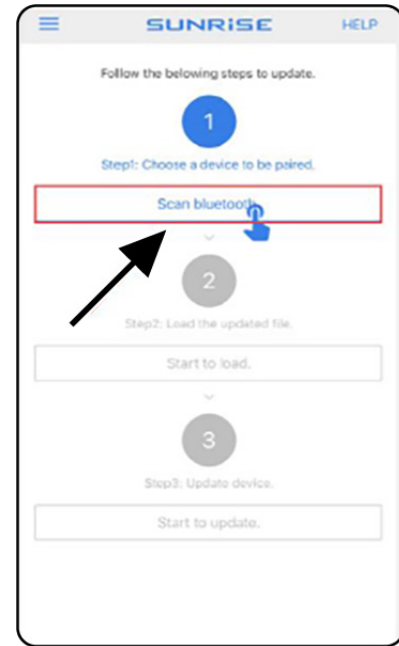 SUNRiSE HELP
Follow the belowing steps to update.
1
Step1: Choose a device to be paired.
Scan bluetooth
2
Step2: Load the updated file.
Start to load.
3
Step3: Update device.
Start to update.